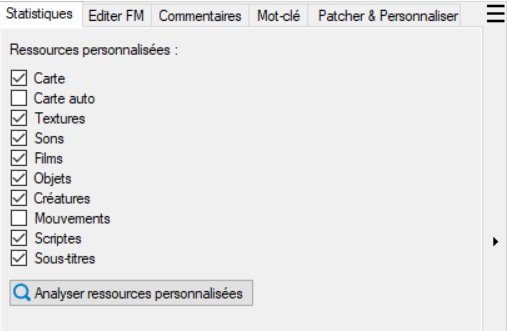 Statistiques Editer FM Commentaires Mot-clé Patcher & Personnaliser
Ressources personnalisées :
Carte
Carte auto
Textures
Sons
Films
Objets
Créatures
Mouvements
Scriptes
Sous-titres
Analyser ressources personnalisées